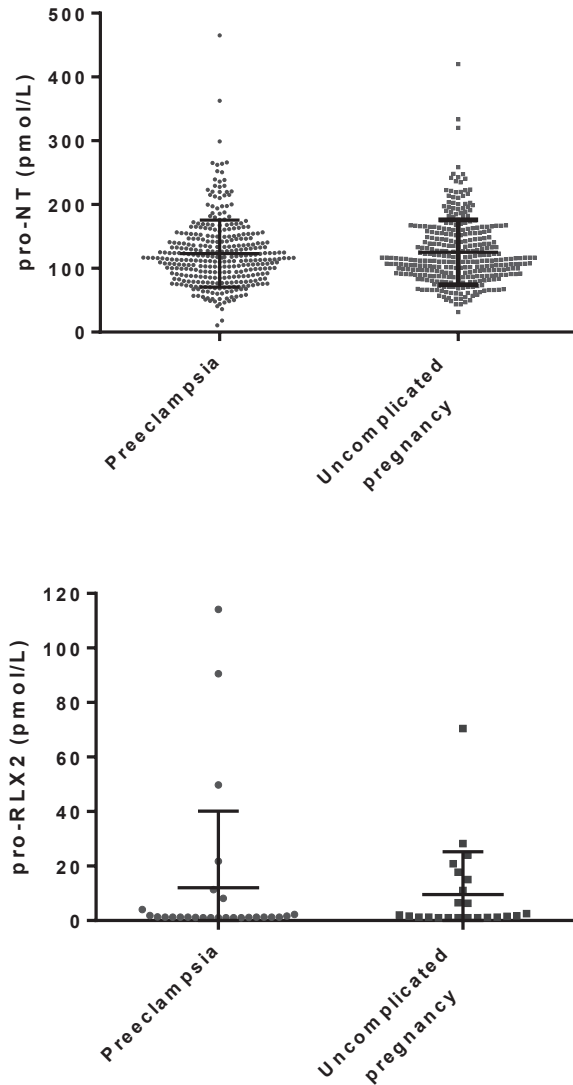 500
400
300
200
100
0
pro-NT (pmol/L)
Preeclampsia
Uncomplicated
pregnancy
120
100
80
60
40
20
0
pro-RLX2 (pmol/L)
Preeclampsia
Uncomplicated
pregnancy